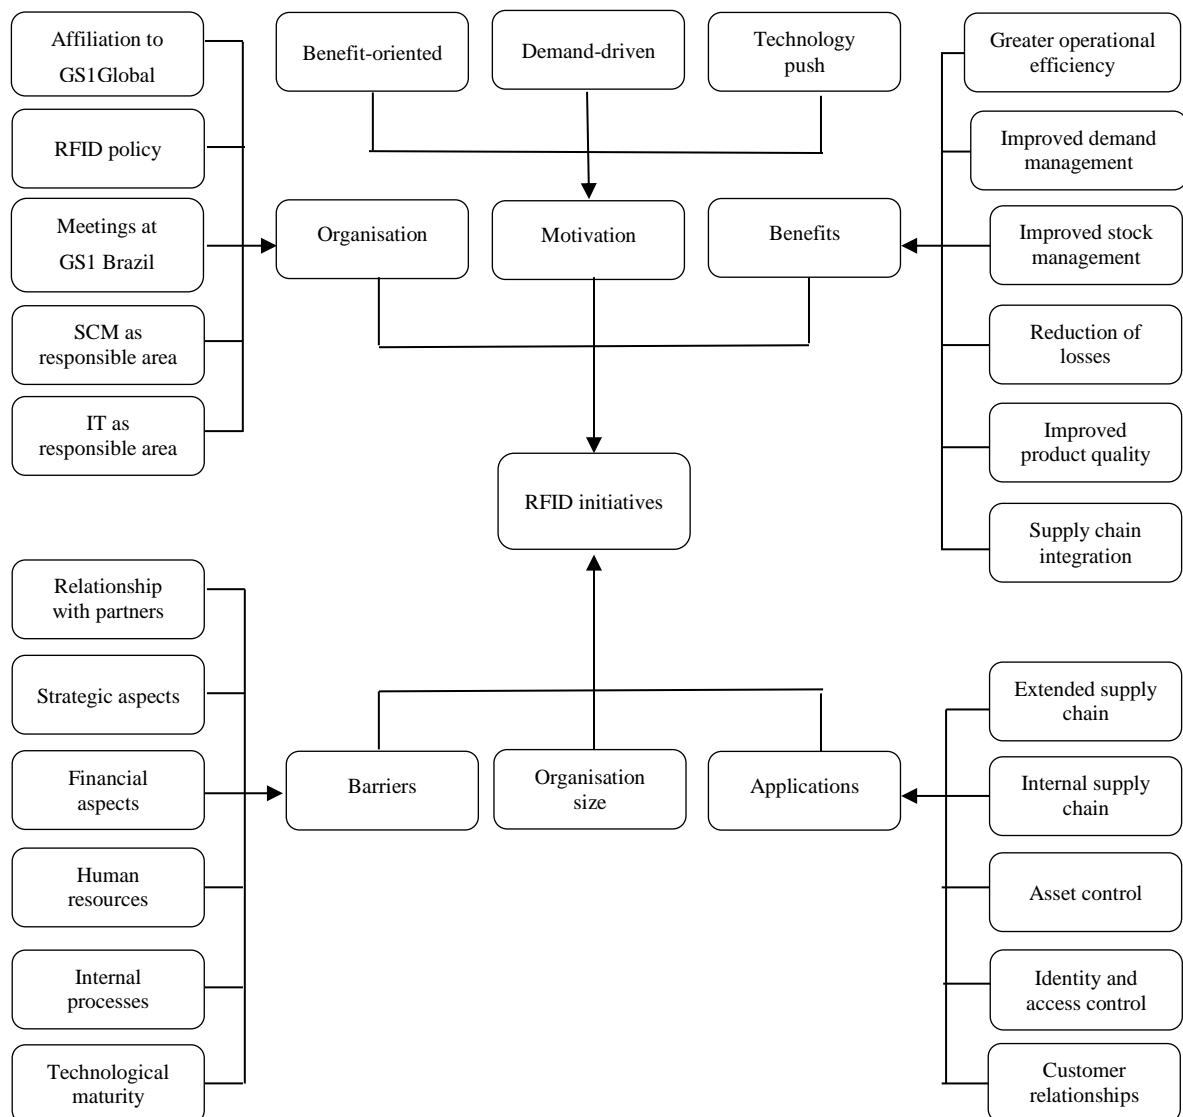 Affiliation to
GS1Global
Benefit-oriented
Demand-driven
Technology
push
Greater operational
efficiency
RFID policy
Improved demand
management
Meetings at
GS1 Brazil
Organisation
Motivation
Benefits
Improved stock
management
SCM as
responsible area
Reduction of
losses
IT as
responsible area
Improved
product quality
RFID initiatives
Supply chain
integration
Relationship
with partners
Strategic aspects
Extended supply
chain
Financial
aspects
Barriers
Organisation
size
Applications
Internal supply
chain
Human
resources
Asset control
Internal
processes
Identity and
access control
Technological
maturity
Customer
relationships